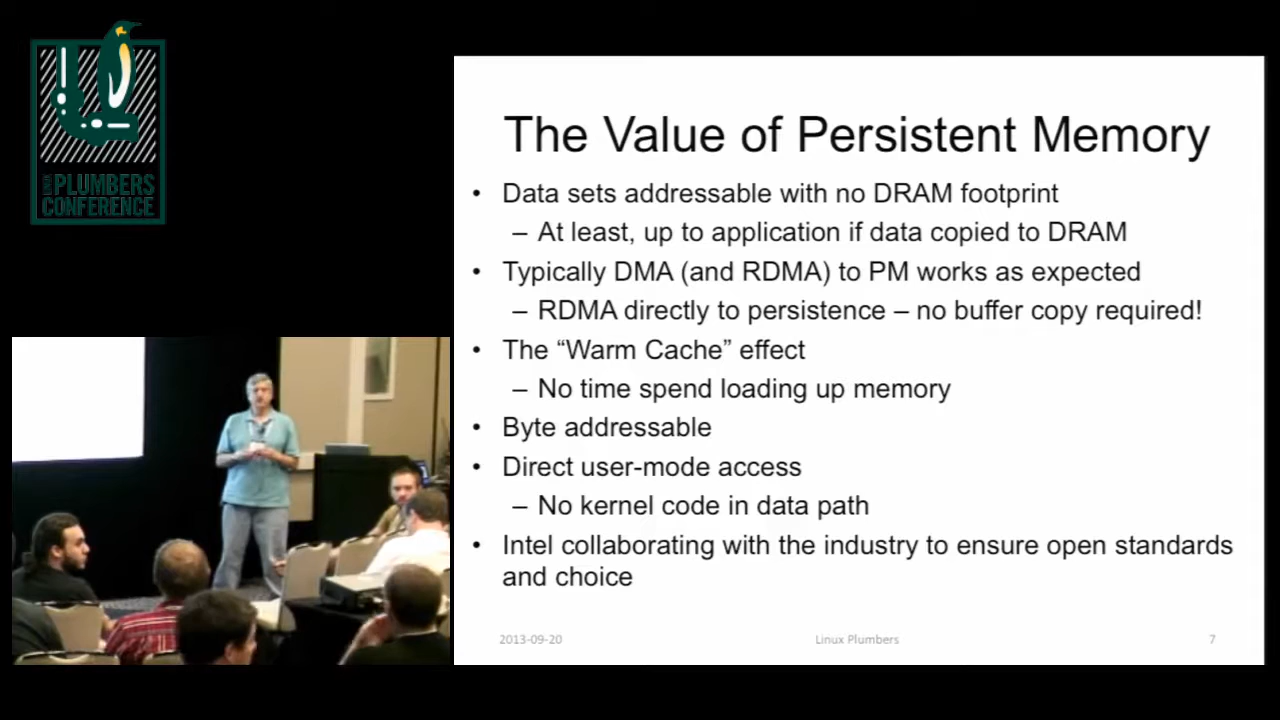 LINUX PLUMBERS
CONFERENCE
The Value of Persistent Memory
• Data sets addressable with no DRAM footprint
– At least, up to application if data copied to DRAM
• Typically DMA (and RDMA) to PM works as expected
– RDMA directly to persistence – no buffer copy required!
• The “Warm Cache” effect
– No time spend loading up memory
• Byte addressable
• Direct user-mode access
– No kernel code in data path
• Intel collaborating with the industry to ensure open standards
and choice
2013-09-20
Linux Plumbers
7